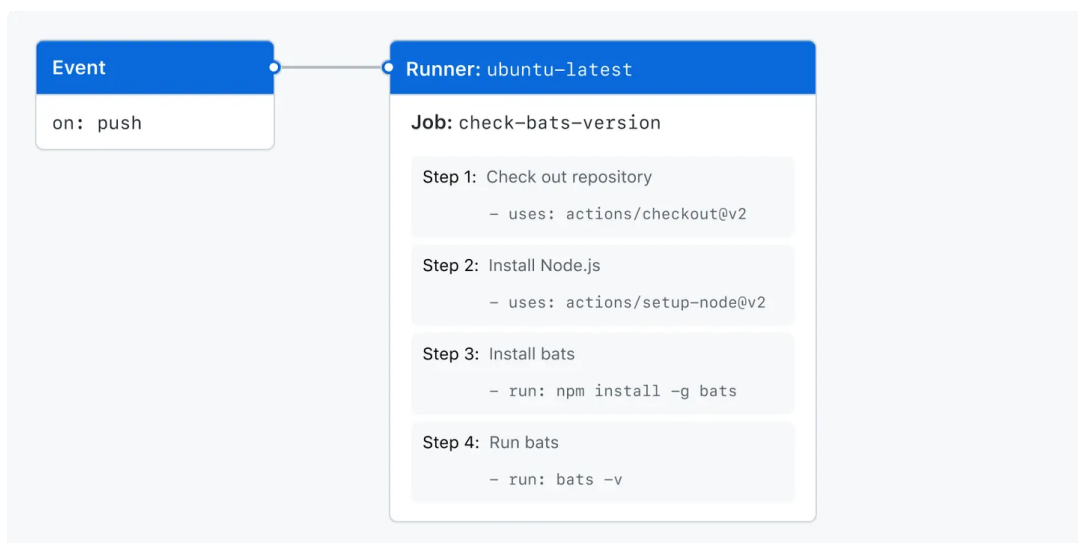 Event
on: push
Runner: ubuntu-latest
Job: check-bats-version
Step 1: Check out repository
- uses: actions/checkout@v2
Step 2: Install Node.js
- uses: actions/setup-node@v2
Step 3: Install bats
- run: npm install -g bats
Step 4: Run bats
- run: bats -v